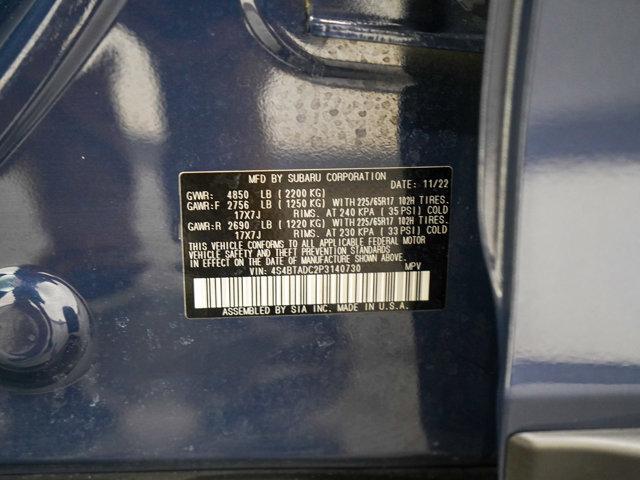 MFD BY SUBARU CORPORATION
DATE: 11/22
GVWR: 4850 LB (2200 KG)
GAWR:F 2756 LB (1250 KG) WITH 225/65R17 102H TIRES.
17X7J RIMS. AT 240 KPA (35 PSI) COLD
GAWR:R 2690 LB (1220 KG) WITH 225/65R17 102H TIRES.
17X7J RIMS. AT 230 KPA (33 PSI) COLD
THIS VEHICLE CONFORMS TO ALL APPLICABLE FEDERAL MOTOR
VEHICLE SAFETY AND THEFT PREVENTION STANDARDS
IN EFFECT ON THE DATE OF MANUFACTURE SHOWN ABOVE.
VIN: 4S4BTADC2P3140730 MPV
ASSEMBLED BY SIA INC. MADE IN U.S.A.